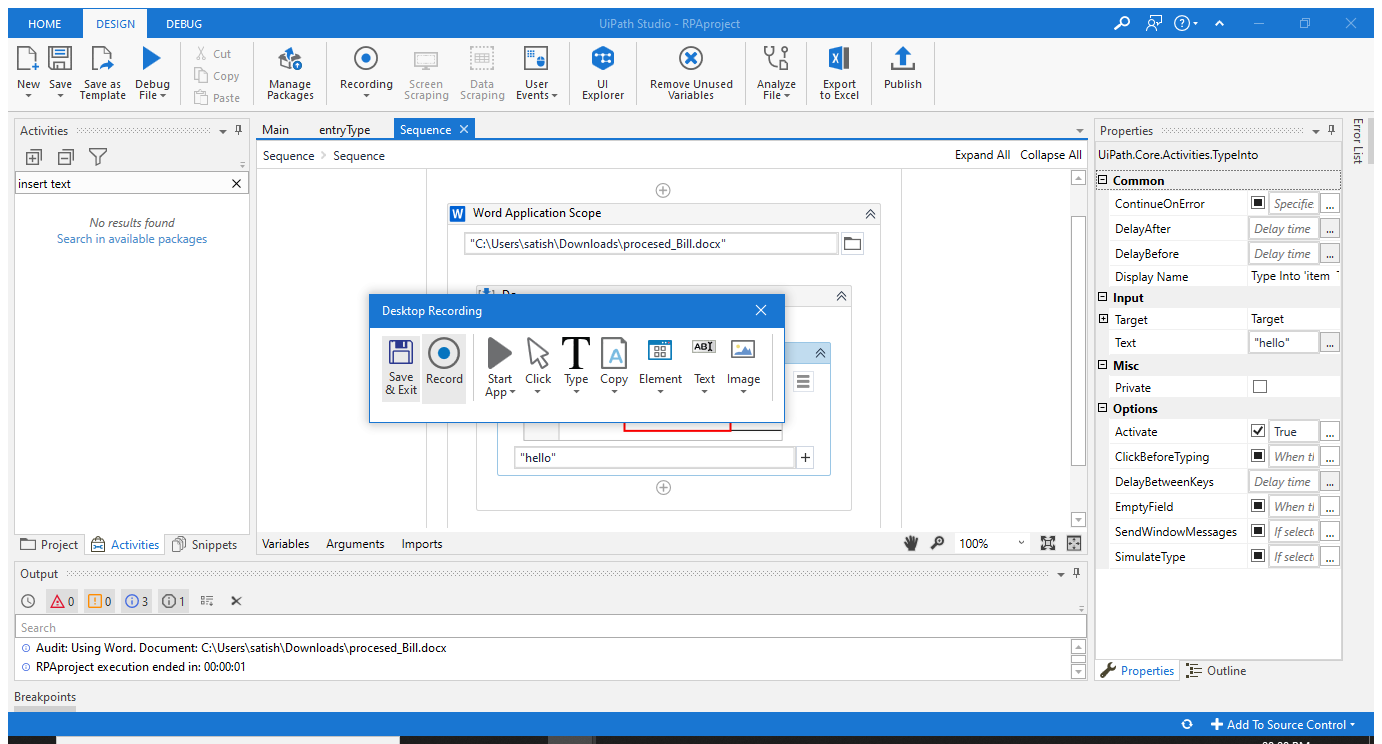 HOME DESIGN DEBUG UiPath Studio - RPAproject
New Save Save as Template Debug File Cut Copy Paste Manage Packages Recording Screen Scraping Data Scraping User Events UI Explorer Remove Unused Variables Analyze File Export to Excel Publish
Activities
insert text
No results found
Search in available packages
Project Activities Snippets
Main entryType Sequence
Sequence > Sequence Expand All Collapse All
W Word Application Scope
"C:\Users\satish\Downloads\procesed_Bill.docx"
Do
Desktop Recording
Save & Exit Record Start App Click Type Copy Element Text Image
"hello"
Variables Arguments Imports 100%
Properties
UiPath.Core.Activities.TypeInto
Common
ContinueOnError Specifie ...
DelayAfter Delay time ...
DelayBefore Delay time ...
Display Name Type Into 'item
Input
Target Target
Text "hello" ...
Misc
Private
Options
Activate True ...
ClickBeforeTyping When tl ...
DelayBetweenKeys Delay time ...
EmptyField When tl ...
SendWindowMessages If select ...
SimulateType If select ...
Properties Outline
Error List
Output
0 0 3 1
Search
Audit: Using Word. Document: C:\Users\satish\Downloads\procesed_Bill.docx
RPAproject execution ended in: 00:00:01
Breakpoints
Add To Source Control